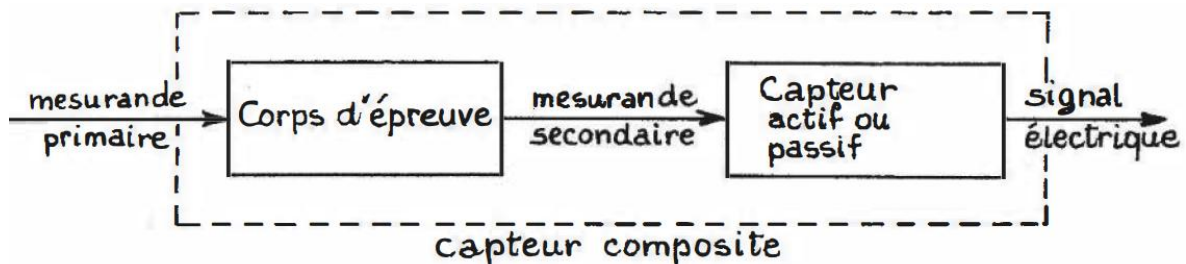 mesurande
primaire
Corps d'épreuve
mesurande
secondaire
Capteur
actif ou
passif
signal
électrique
capteur composite